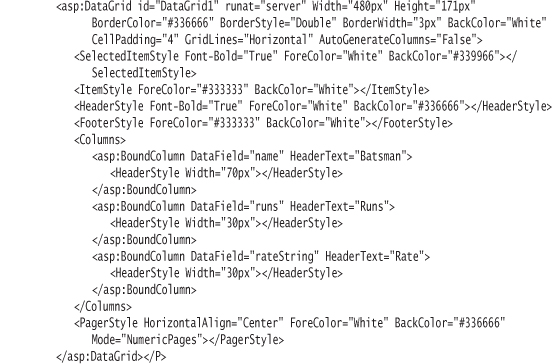 <asp:DataGrid id="DataGrid1" runat="server" Width="480px" Height="171px"
BorderColor="#336666" BorderStyle="Double" BorderWidth="3px" BackColor="White"
CellPadding="4" GridLines="Horizontal" AutoGenerateColumns="False">
<SelectedItemStyle Font-Bold="True" ForeColor="White" BackColor="#339966"></
SelectedItemStyle>
<ItemStyle ForeColor="#333333" BackColor="White"></ItemStyle>
<HeaderStyle Font-Bold="True" ForeColor="White" BackColor="#336666"></HeaderStyle>
<FooterStyle ForeColor="#333333" BackColor="White"></FooterStyle>
<Columns>
<asp:BoundColumn DataField="name" HeaderText="Batsman">
<HeaderStyle Width="70px"></HeaderStyle>
</asp:BoundColumn>
<asp:BoundColumn DataField="runs" HeaderText="Runs">
<HeaderStyle Width="30px"></HeaderStyle>
</asp:BoundColumn>
<asp:BoundColumn DataField="rateString" HeaderText="Rate">
<HeaderStyle Width="30px"></HeaderStyle>
</asp:BoundColumn>
</Columns>
<PagerStyle HorizontalAlign="Center" ForeColor="White" BackColor="#336666"
Mode="NumericPages"></PagerStyle>
</asp:DataGrid></P>